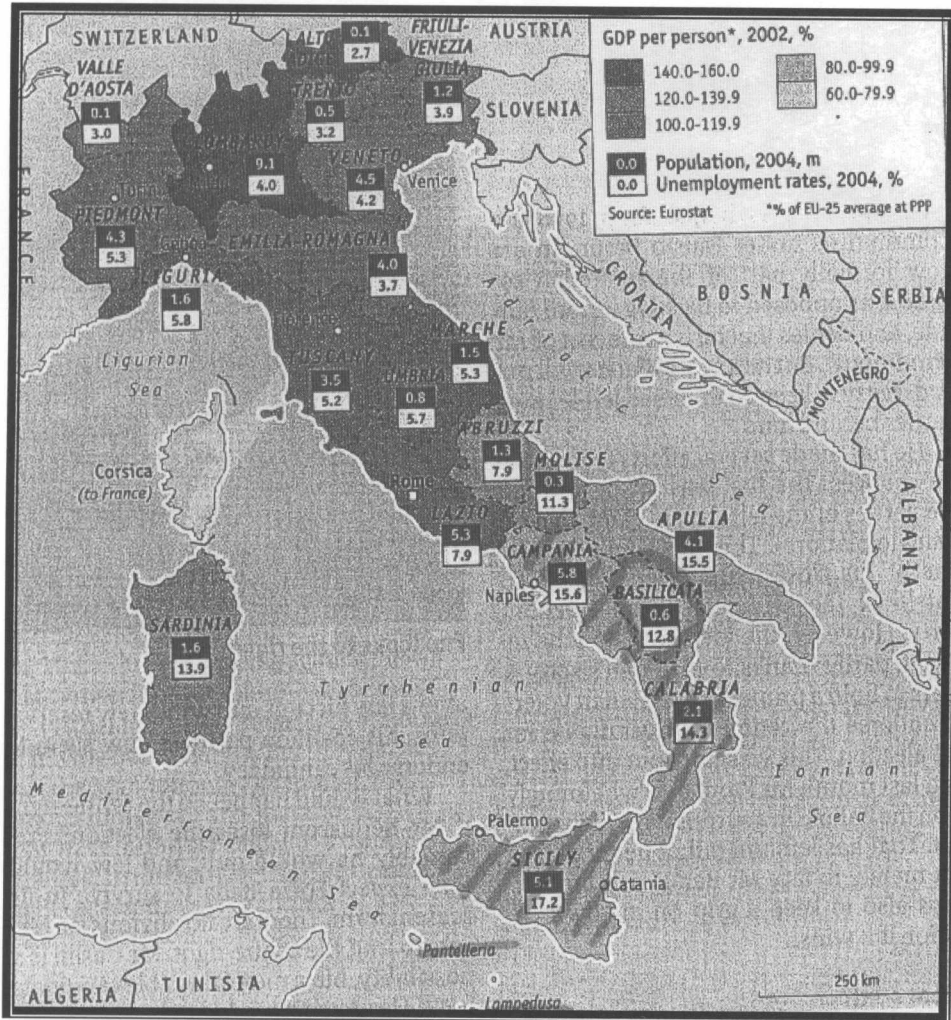 SWITZERLAND
AUSTRIA
SLOVENIA
FRANCE
CROATIA
BOSNIA
SERBIA
MONTENEGRO
ALBANIA
ALGERIA
TUNISIA
GDP per person*, 2002, %
140.0-160.0
120.0-139.9
100.0-119.9
80.0-99.9
60.0-79.9
0.0 Population, 2004, m
0.0 Unemployment rates, 2004, %
Source: Eurostat
*% of EU-25 average at PPP
VALLE
D'AOSTA
0.1
3.0
ALTO
0.1
2.7
TRENTO
0.5
3.2
FRIULI-
VENEZIA
GIULIA
1.2
3.9
LOMBARDY
9.1
4.0
VENETO
4.5
4.2
Venice
Turin
PIEDMONT
4.3
5.3
Genoa
LIGURIA
1.6
5.8
EMILIA-ROMAGNA
4.0
3.7
Florence
TUSCANY
3.5
5.2
UMBRIA
0.8
5.7
MARCHE
1.5
5.3
ABRUZZI
1.3
7.9
MOLISE
0.3
11.3
Rome
LAZIO
5.3
7.9
CAMPANIA
5.8
15.6
Naples
APULIA
4.1
15.5
BASILICATA
0.6
12.8
CALABRIA
2.1
14.3
SARDINIA
1.6
13.9
Palermo
SICILY
5.1
17.2
Catania
Pantelleria
Lampedusa
Corsica
(to France)
Ligurian
Sea
Adriatic
Sea
Tyrrhenian
Sea
Ionian
Sea
Mediterranean Sea
250 km